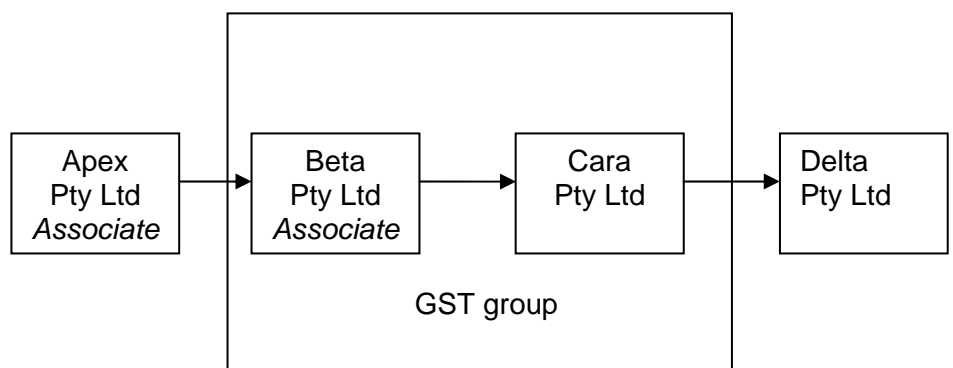 Apex
Pty Ltd
Associate
Beta
Pty Ltd
Associate
Cara
Pty Ltd
Delta
Pty Ltd
GST group